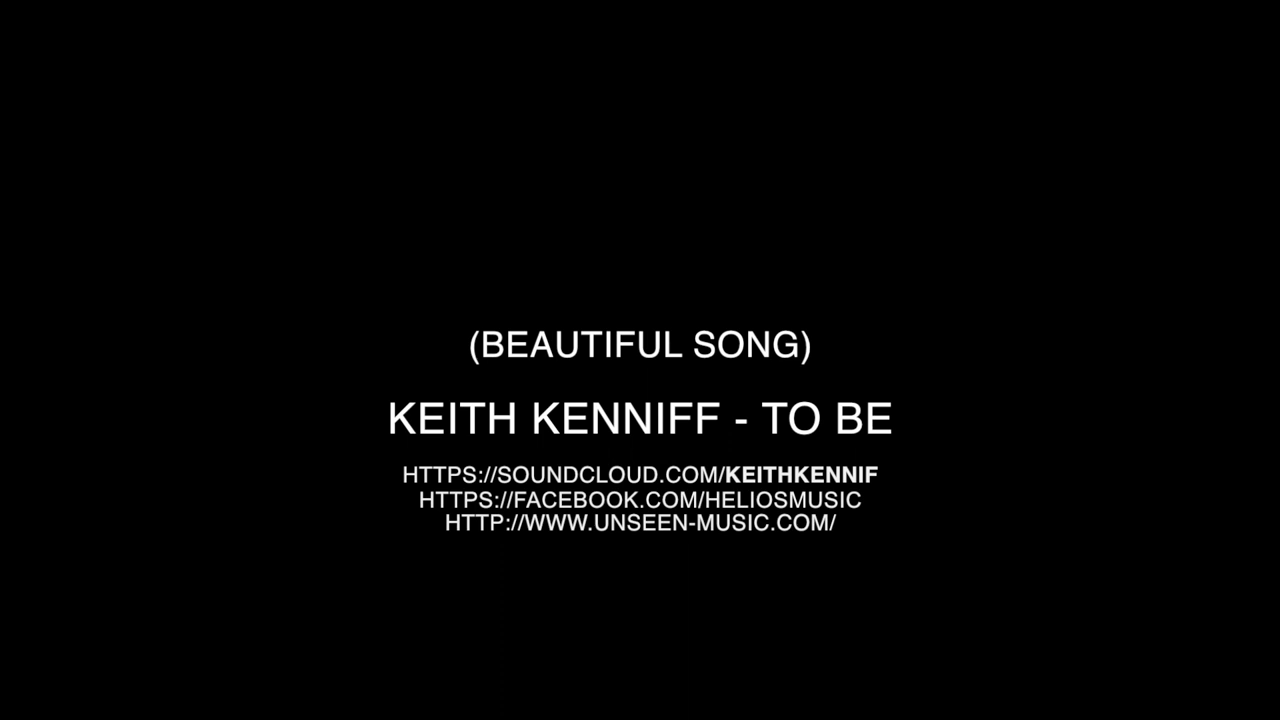 (BEAUTIFUL SONG)
KEITH KENNIFF - TO BE
HTTPS://SOUNDCLOUD.COM/KEITHKENNIF
HTTPS://FACEBOOK.COM/HELIOSMUSIC
HTTP://WWW.UNSEEN-MUSIC.COM/